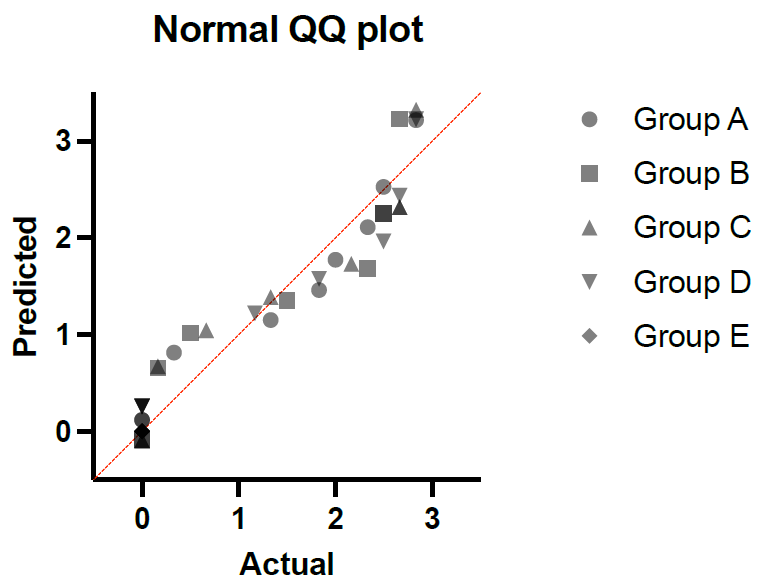 Normal QQ plot
3
2
1
0
Predicted
0 1 2 3
Actual
Group A
Group B
Group C
Group D
Group E